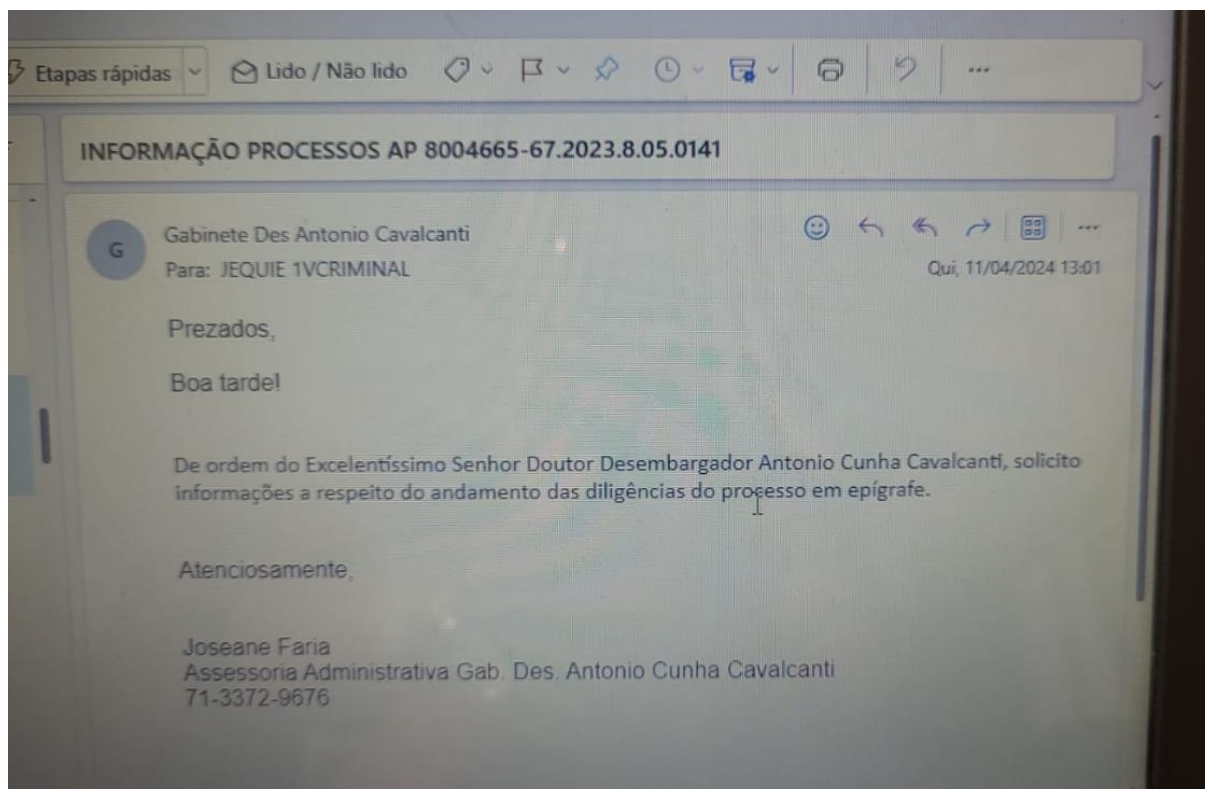 Etapas rápidas
Lido / Não lido
INFORMAÇÃO PROCESSOS AP 8004665-67.2023.8.05.0141
G
Gabinete Des Antonio Cavalcanti
Para: JEQUIE 1VCRIMINAL
Qui, 11/04/2024 13:01
Prezados,
Boa tarde!
De ordem do Excelentíssimo Senhor Doutor Desembargador Antonio Cunha Cavalcanti, solicito
informações a respeito do andamento das diligências do processo em epígrafe.
Atenciosamente,
Joseane Faria
Assessoria Administrativa Gab. Des. Antonio Cunha Cavalcanti
71-3372-9676